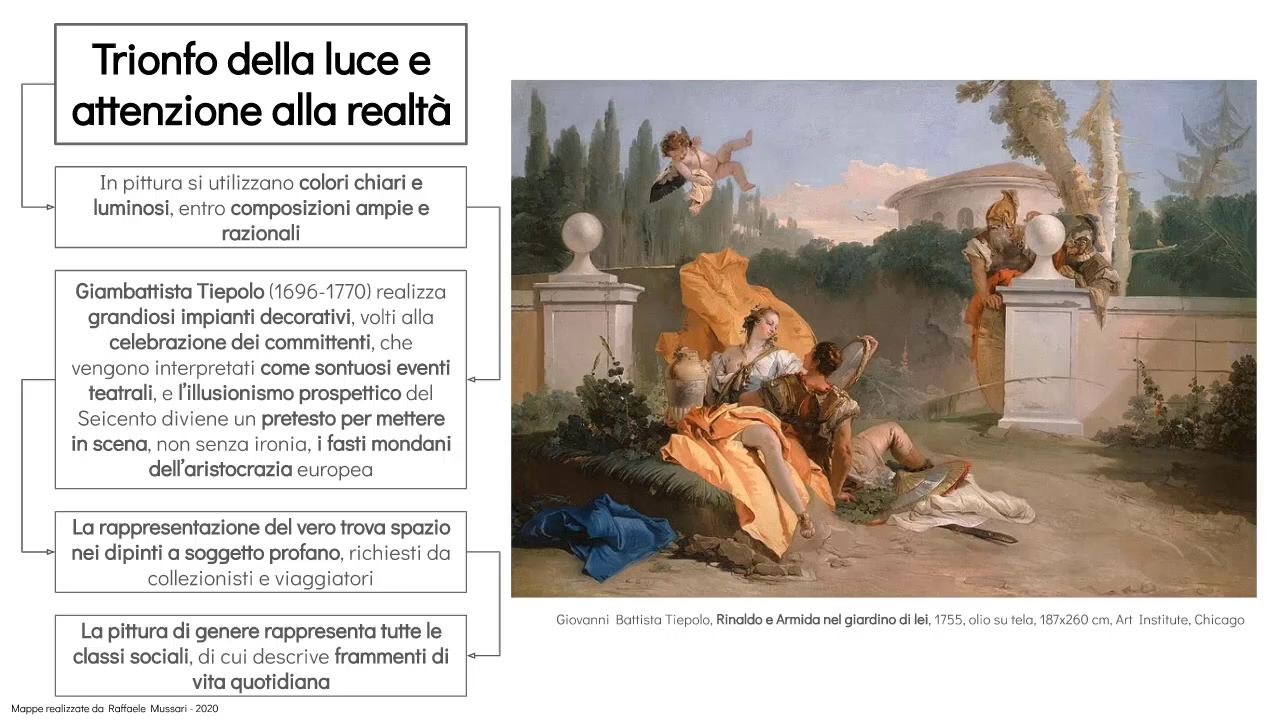 Trionfo della luce e
attenzione alla realtà
In pittura si utilizzano colori chiari e
luminosi, entro composizioni ampie e
razionali
Giambattista Tiepolo (1696-1770) realizza
grandiosi impianti decorativi, volti alla
celebrazione dei committenti, che
vengono interpretati come sontuosi eventi
teatrali, e l'illusionismo prospettico del
Seicento diviene un pretesto per mettere
in scena, non senza ironia, i fasti mondani
dell'aristocrazia europea
La rappresentazione del vero trova spazio
nei dipinti a soggetto profano, richiesti da
collezionisti e viaggiatori
La pittura di genere rappresenta tutte le
classi sociali, di cui descrive frammenti di
vita quotidiana
Giovanni Battista Tiepolo, Rinaldo e Armida nel giardino di lei, 1755, olio su tela, 187x260 cm, Art Institute, Chicago
Mappe realizzate da Raffaele Mussari - 2020